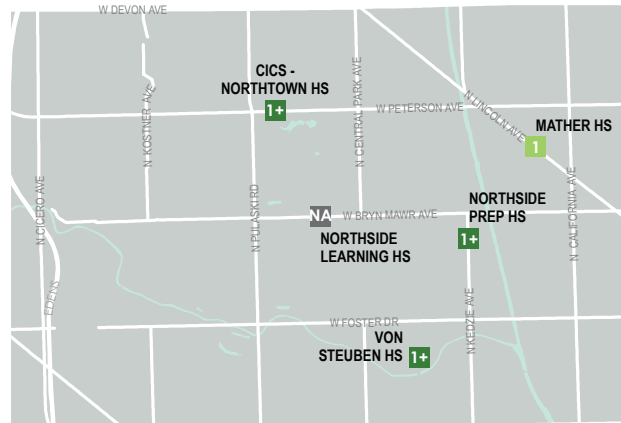 W DEVON AVE
CICS -
NORTHTOWN HS
1+
N KOSTNER AVE
N CENTRAL PARK AVE
W PETERSON AVE
N LINCOLN AVE
MATHER HS
1
N CICERO AVE
N PULASKI RD
N CALIFORNIA AVE
NA
W BRYN MAWR AVE
NORTHSIDE
PREP HS
1+
NORTHSIDE
LEARNING HS
EDENS
W FOSTER DR
N KEDZIE AVE
VON
STEUBEN HS
1+